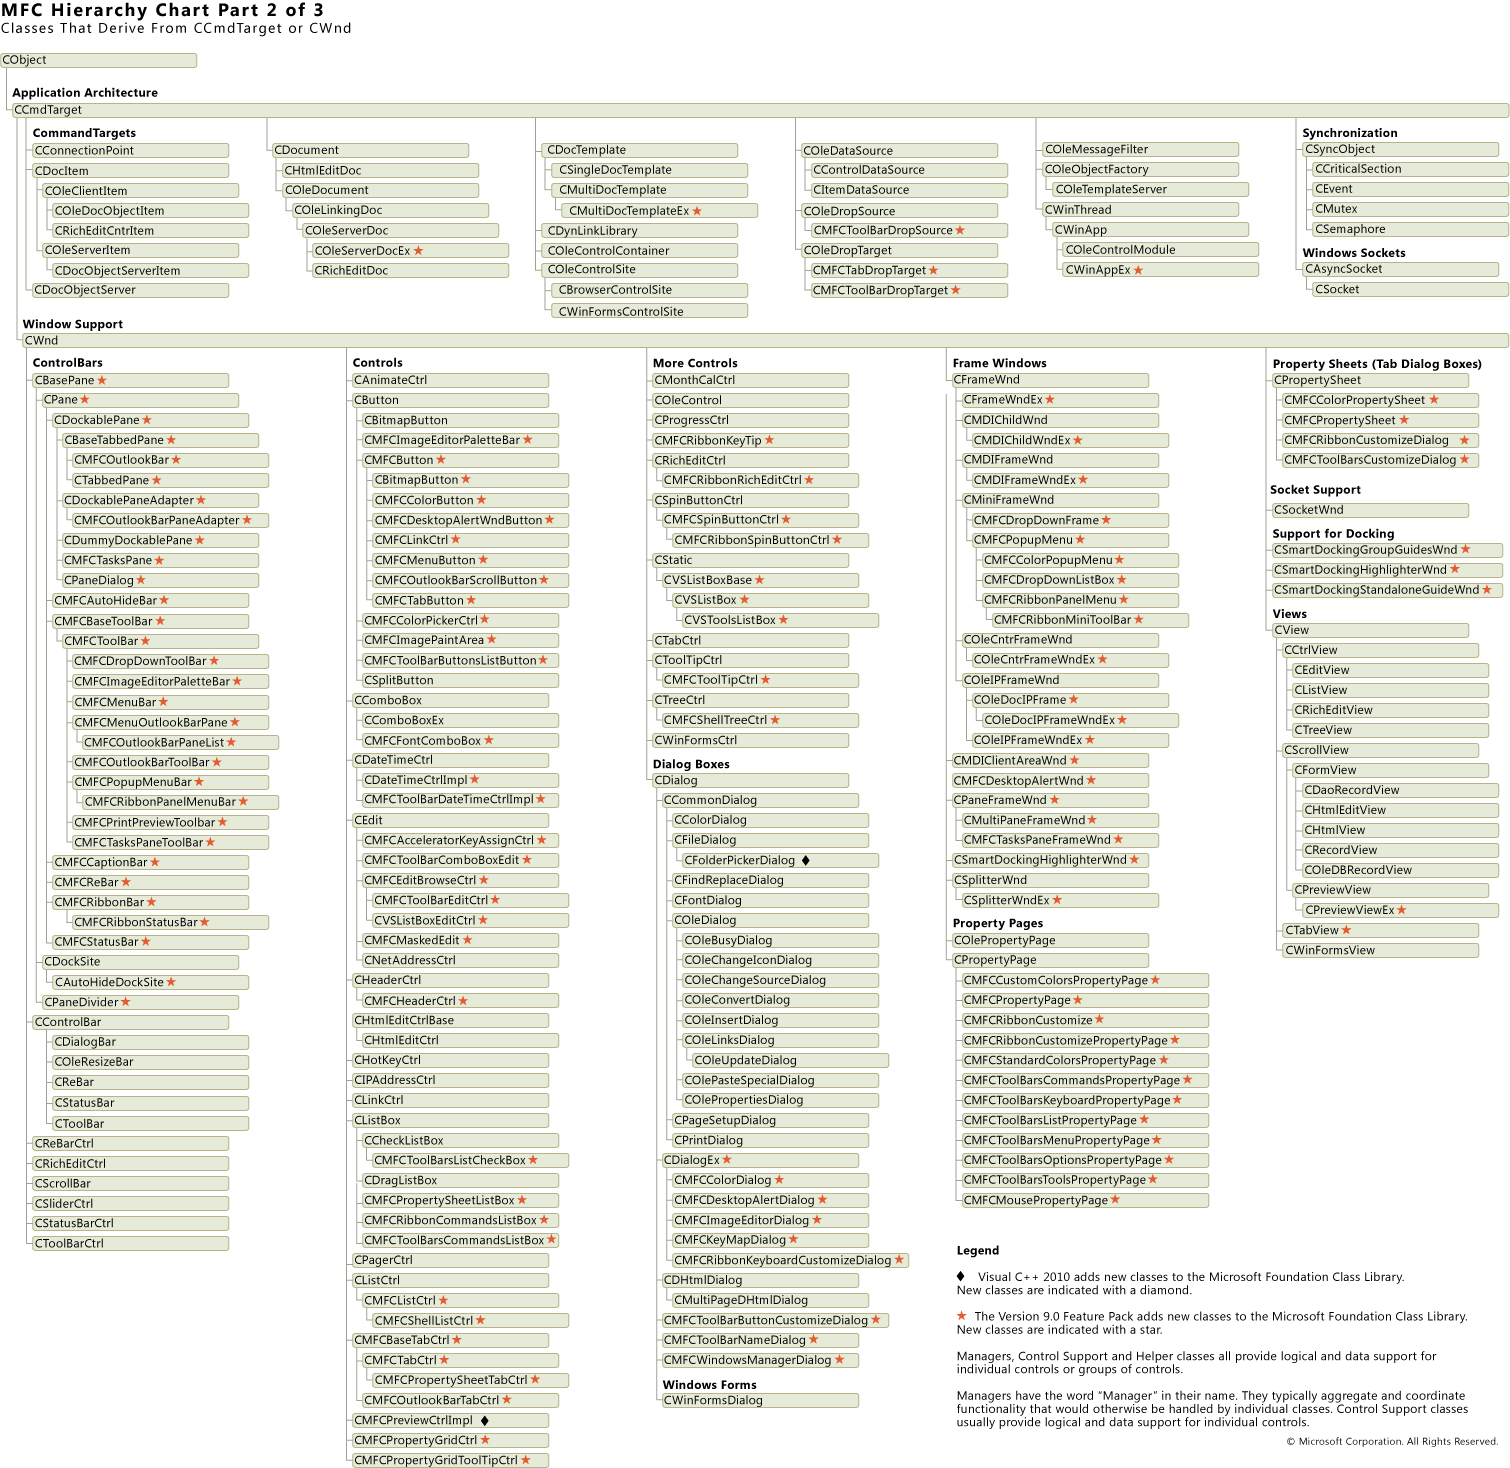 MFC Hierarchy Chart Part 2 of 3
Classes That Derive From CCmdTarget or CWnd
CObject
Application Architecture
CCmdTarget
CommandTargets
CConnectionPoint
CDocItem
COleClientItem
COleDocObjectItem
CRichEditCntrItem
COleServerItem
CDocObjectServerItem
CDocObjectServer
CDocument
CHtmlEditDoc
COleDocument
COleLinkingDoc
COleServerDoc
COleServerDocEx ★
CRichEditDoc
CDocTemplate
CSingleDocTemplate
CMultiDocTemplate
CMultiDocTemplateEx ★
CDynLinkLibrary
COleControlContainer
COleControlSite
CBrowserControlSite
CWinFormsControlSite
COleDataSource
CControlDataSource
CItemDataSource
COleDropSource
CMFCToolBarDropSource ★
COleDropTarget
CMFCTabDropTarget ★
CMFCToolBarDropTarget ★
COleMessageFilter
COleObjectFactory
COleTemplateServer
CWinThread
CWinApp
COleControlModule
CWinAppEx ★
Synchronization
CSyncObject
CCriticalSection
CEvent
CMutex
CSemaphore
Windows Sockets
CAsyncSocket
CSocket
Window Support
CWnd
ControlBars
CBasePane ★
CPane ★
CDockablePane ★
CBaseTabbedPane ★
CMFCOutlookBar ★
CTabbedPane ★
CDockablePaneAdapter ★
CMFCOutlookBarPaneAdapter ★
CDummyDockablePane ★
CMFCTasksPane ★
CPaneDialog ★
CMFCAutoHideBar ★
CMFCBaseToolBar ★
CMFCToolBar ★
CMFCDropDownToolBar ★
CMFCImageEditorPaletteBar ★
CMFCMenuBar ★
CMFCMenuOutlookBarPane ★
CMFCOutlookBarPaneList ★
CMFCOutlookBarToolBar ★
CMFCPopupMenuBar ★
CMFCRibbonPanelMenuBar ★
CMFCPrintPreviewToolbar ★
CMFCTasksPaneToolBar ★
CMFCCaptionBar ★
CMFCReBar ★
CMFCRibbonBar ★
CMFCRibbonStatusBar ★
CMFCStatusBar ★
CDockSite
CAutoHideDockSite ★
CPaneDivider ★
CControlBar
CDialogBar
COleResizeBar
CReBar
CStatusBar
CToolBar
CReBarCtrl
CRichEditCtrl
CScrollBar
CSliderCtrl
CStatusBarCtrl
CToolBarCtrl
Controls
CAnimateCtrl
CButton
CBitmapButton
CMFCImageEditorPaletteBar ★
CMFCButton ★
CBitmapButton ★
CMFCColorButton ★
CMFCDesktopAlertWndButton ★
CMFCLinkCtrl ★
CMFCMenuButton ★
CMFCOutlookBarScrollButton ★
CMFCTabButton ★
CMFCColorPickerCtrl ★
CMFCImagePaintArea ★
CMFCToolBarButtonsListButton ★
CSplitButton
CComboBox
CComboBoxEx
CMFCFontComboBox ★
CDateTimeCtrl
CDateTimeCtrlImpl ★
CMFCToolBarDateTimeCtrlImpl ★
CEdit
CMFCAcceleratorKeyAssignCtrl ★
CMFCToolBarComboBoxEdit ★
CMFCEditBrowseCtrl ★
CMFCToolBarEditCtrl ★
CVSListBoxEditCtrl ★
CMFCMaskedEdit ★
CNetAddressCtrl
CHeaderCtrl
CMFCHeaderCtrl ★
CHtmlEditCtrlBase
CHtmlEditCtrl
CHotKeyCtrl
CIPAddressCtrl
CLinkCtrl
CListBox
CCheckListBox
CMFCToolBarsListCheckBox ★
CDragListBox
CMFCPropertySheetListBox ★
CMFCRibbonCommandsListBox ★
CMFCToolBarsCommandsListBox ★
CPagerCtrl
CListCtrl
CMFCListCtrl ★
CMFCShellListCtrl ★
CMFCBaseTabCtrl ★
CMFCTabCtrl ★
CMFCPropertySheetTabCtrl ★
CMFCOutlookBarTabCtrl ★
CMFCPreviewCtrlImpl ♦
CMFCPropertyGridCtrl ★
CMFCPropertyGridToolTipCtrl ★
More Controls
CMonthCalCtrl
COleControl
CProgressCtrl
CMFCRibbonKeyTip ★
CRichEditCtrl
CMFCRibbonRichEditCtrl ★
CSpinButtonCtrl
CMFCSpinButtonCtrl ★
CMFCRibbonSpinButtonCtrl ★
CStatic
CVSListBoxBase ★
CVSListBox ★
CVSToolsListBox ★
CTabCtrl
CToolTipCtrl
CMFCToolTipCtrl ★
CTreeCtrl
CMFCShellTreeCtrl ★
CWinFormsCtrl
Dialog Boxes
CDialog
CCommonDialog
CColorDialog
CFileDialog
CFolderPickerDialog ♦
CFindReplaceDialog
CFontDialog
COleDialog
COleBusyDialog
COleChangeIconDialog
COleChangeSourceDialog
COleConvertDialog
COleInsertDialog
COleLinksDialog
COleUpdateDialog
COlePasteSpecialDialog
COlePropertiesDialog
CPageSetupDialog
CPrintDialog
CDialogEx ★
CMFCColorDialog ★
CMFCDesktopAlertDialog ★
CMFCImageEditorDialog ★
CMFCKeyMapDialog ★
CMFCRibbonKeyboardCustomizeDialog ★
CDHtmlDialog
CMultiPageDHtmlDialog
CMFCToolBarButtonCustomizeDialog ★
CMFCToolBarNameDialog ★
CMFCWindowsManagerDialog ★
Windows Forms
CWinFormsDialog
Frame Windows
CFrameWnd
CFrameWndEx ★
CMDIChildWnd
CMDIChildWndEx ★
CMDIFrameWnd
CMDIFrameWndEx ★
CMiniFrameWnd
CMFCDropDownFrame ★
CMFCPopupMenu ★
CMFCColorPopupMenu ★
CMFCDropDownListBox ★
CMFCRibbonPanelMenu ★
CMFCRibbonMiniToolBar ★
COleCntrFrameWnd
COleCntrFrameWndEx ★
COleIPFrameWnd
COleDocIPFrame ★
COleDocIPFrameWndEx ★
COleIPFrameWndEx ★
CMDIClientAreaWnd ★
CMFCDesktopAlertWnd ★
CPaneFrameWnd ★
CMultiPaneFrameWnd ★
CMFCTasksPaneFrameWnd ★
CSmartDockingHighlighterWnd ★
CSplitterWnd
CSplitterWndEx ★
Property Pages
COlePropertyPage
CPropertyPage
CMFCCustomColorsPropertyPage ★
CMFCPropertyPage ★
CMFCRibbonCustomize ★
CMFCRibbonCustomizePropertyPage ★
CMFCStandardColorsPropertyPage ★
CMFCToolBarsCommandsPropertyPage ★
CMFCToolBarsKeyboardPropertyPage ★
CMFCToolBarsListPropertyPage ★
CMFCToolBarsMenuPropertyPage ★
CMFCToolBarsOptionsPropertyPage ★
CMFCToolBarsToolsPropertyPage ★
CMFCMousePropertyPage ★
Property Sheets (Tab Dialog Boxes)
CPropertySheet
CMFCColorPropertySheet ★
CMFCPropertySheet ★
CMFCRibbonCustomizeDialog ★
CMFCToolBarsCustomizeDialog ★
Socket Support
CSocketWnd
Support for Docking
CSmartDockingGroupGuidesWnd ★
CSmartDockingHighlighterWnd ★
CSmartDockingStandaloneGuideWnd ★
Views
CView
CCtrlView
CEditView
CListView
CRichEditView
CTreeView
CScrollView
CFormView
CDaoRecordView
CHtmlEditView
CHtmlView
CRecordView
COleDBRecordView
CPreviewView
CPreviewViewEx ★
CTabView ★
CWinFormsView
Legend
♦ Visual C++ 2010 adds new classes to the Microsoft Foundation Class Library.
New classes are indicated with a diamond.
★ The Version 9.0 Feature Pack adds new classes to the Microsoft Foundation Class Library.
New classes are indicated with a star.
Managers, Control Support and Helper classes all provide logical and data support for
individual controls or groups of controls.
Managers have the word “Manager” in their name. They typically aggregate and coordinate
functionality that would otherwise be handled by individual classes. Control Support classes
usually provide logical and data support for individual controls.
© Microsoft Corporation. All Rights Reserved.